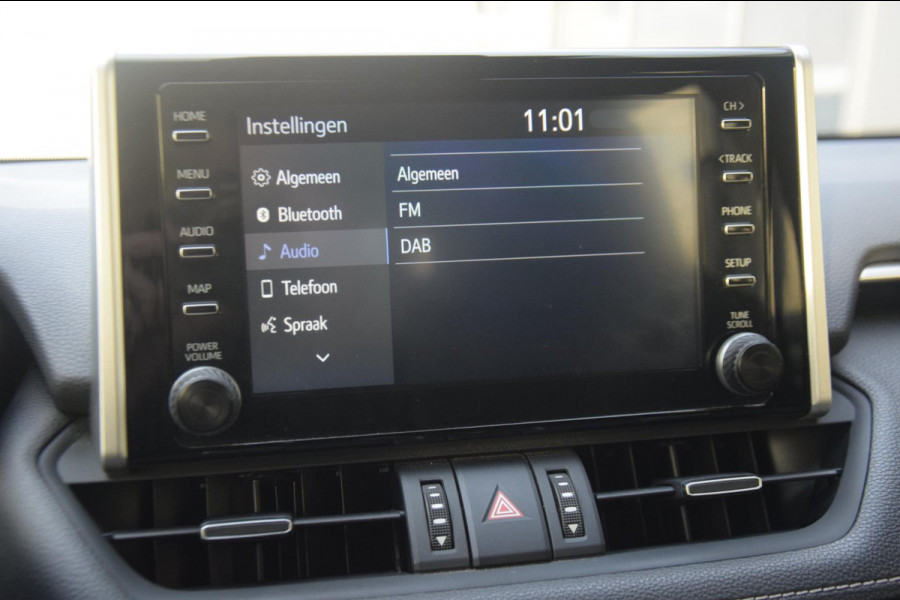 HOME
MENU
AUDIO
MAP
POWER
VOLUME
Instellingen
11:01
Algemeen
Bluetooth
Audio
Telefoon
Spraak
Algemeen
FM
DAB
CH >
< TRACK
PHONE
SETUP
TUNE
SCROLL